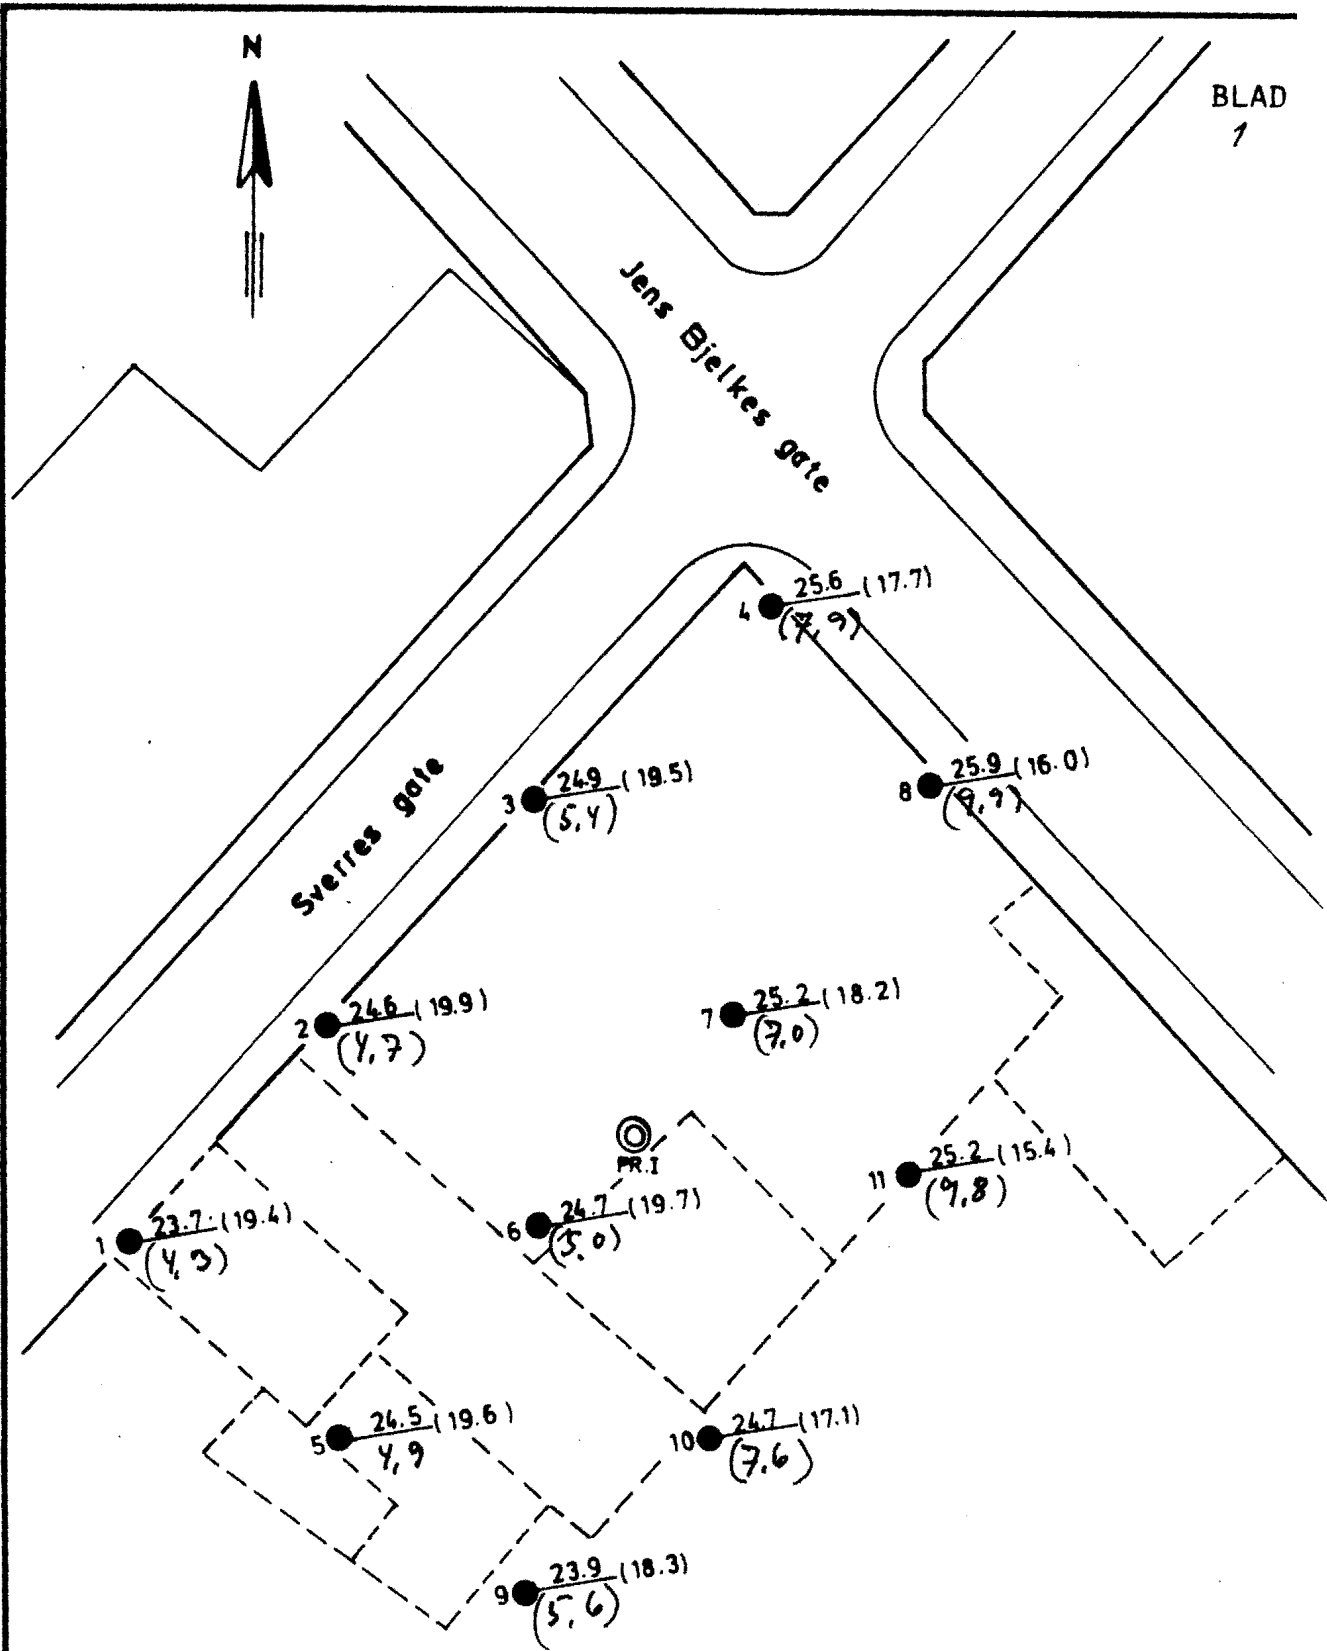 N
BLAD
1
Jens Bjelkes gate
4 25.6 (17.7)
(7,9)
Sverres gate
3 24.9 (19.5)
(5,4)
8 25.9 (16.0)
(9,9)
2 24.6 (19.9)
(4,7)
7 25.2 (18.2)
(7,0)
PR.I
11 25.2 (15.4)
(9,8)
1 23.7 (19.4)
(4,3)
6 24.7 (19.7)
(5,0)
5 24.5 (19.6)
4,9
10 24.7 (17.1)
(7,6)
9 23.9 (18.3)
(5,6)